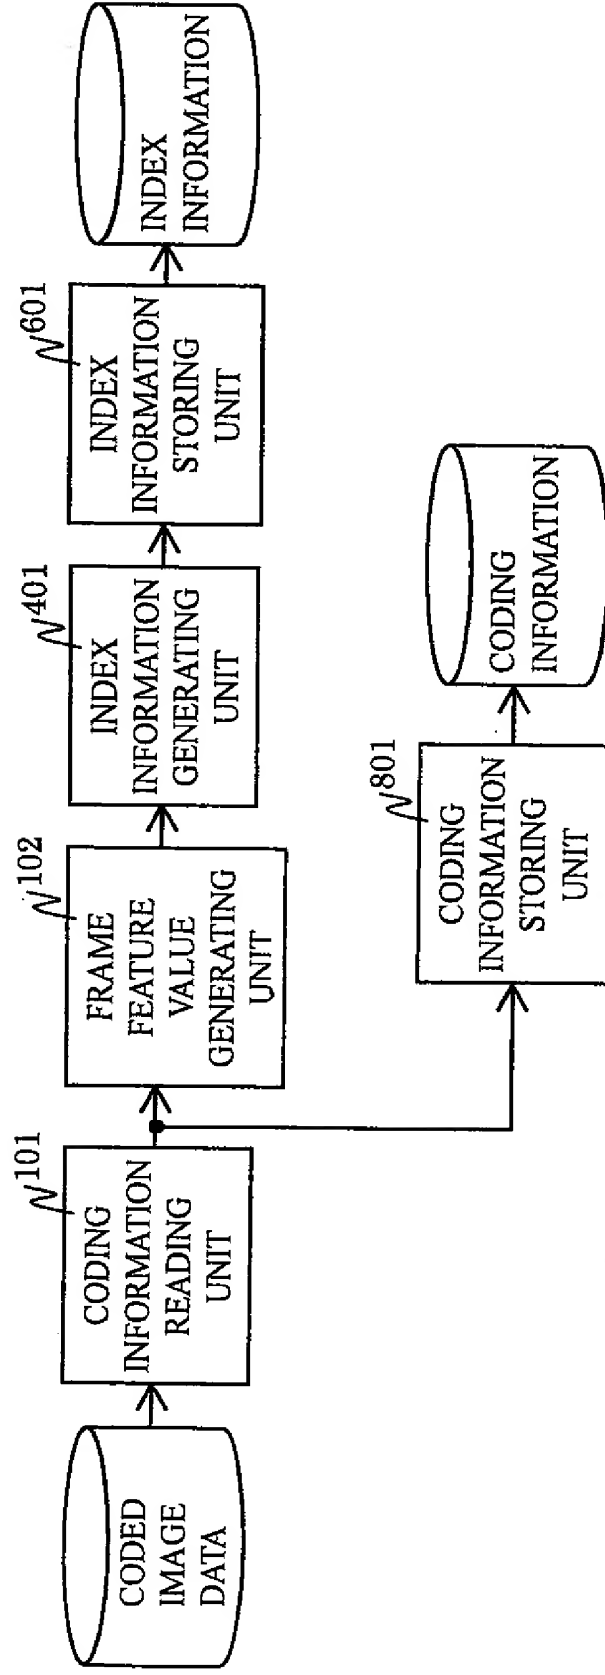 CODED
IMAGE
DATA
101
CODING
INFORMATION
READING
UNIT
102
FRAME
FEATURE
VALUE
GENERATING
UNIT
401
INDEX
INFORMATION
GENERATING
UNIT
601
INDEX
INFORMATION
STORING
UNIT
INDEX
INFORMATION
801
CODING
INFORMATION
STORING
UNIT
CODING
INFORMATION